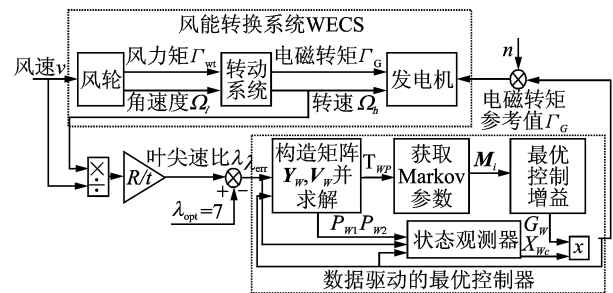 风能转换系统WECS
风速v
风轮
风力矩Γwt
角速度Ωl
转动
系统
电磁转矩ΓG
转速 Ωh
发电机
n
电磁转矩
参考值ΓG
×
÷
R/t
叶尖速比λ
λerr
+
−
λopt=7
构造矩阵
YW,VW并
求解
TWP
获取
Markov
参数
Mi
最优
控制
增益
PW1PW2
状态观测器
GW
XWc
x
数据驱动的最优控制器